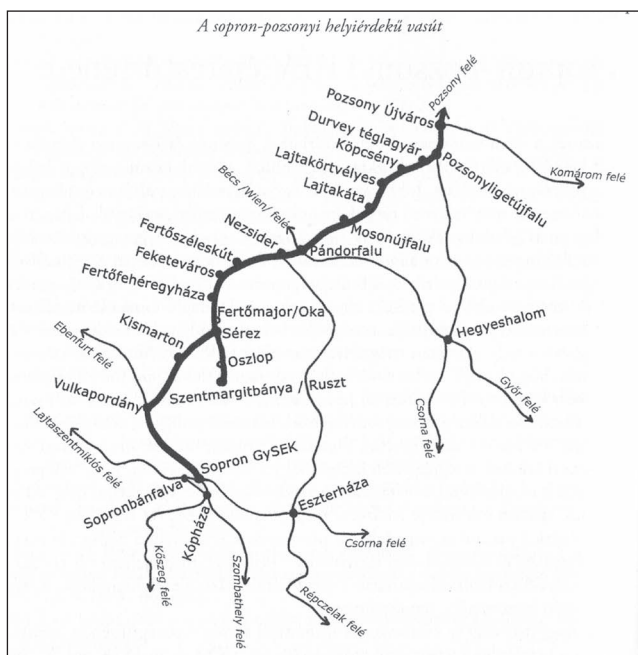 A sopron-pozsonyi helyiérdekű vasút
Pozsony felé
Pozsony Újváros
Durvey téglagyár
Köpcsény
Lajtakörtvélyes
Lajtakáta
Pozsonyligetújfalu
Komárom felé
Bécs /Wien/ felé
Nezsider
Mosonújfalu
Pándorfalu
Fertőszéleskút
Feketeváros
Fertőfehéregyháza
Fertőmajor/Oka
Sérez
Kismarton
Oszlop
Szentmargitbánya / Ruszt
Hegyeshalom
Győr felé
Csorna felé
Ebenfurt felé
Vulkapordány
Lajtaszentmiklós felé
Sopron GySEK
Sopronbánfalva
Kópháza
Eszterháza
Csorna felé
Kőszeg felé
Szombathely felé
Répczelak felé